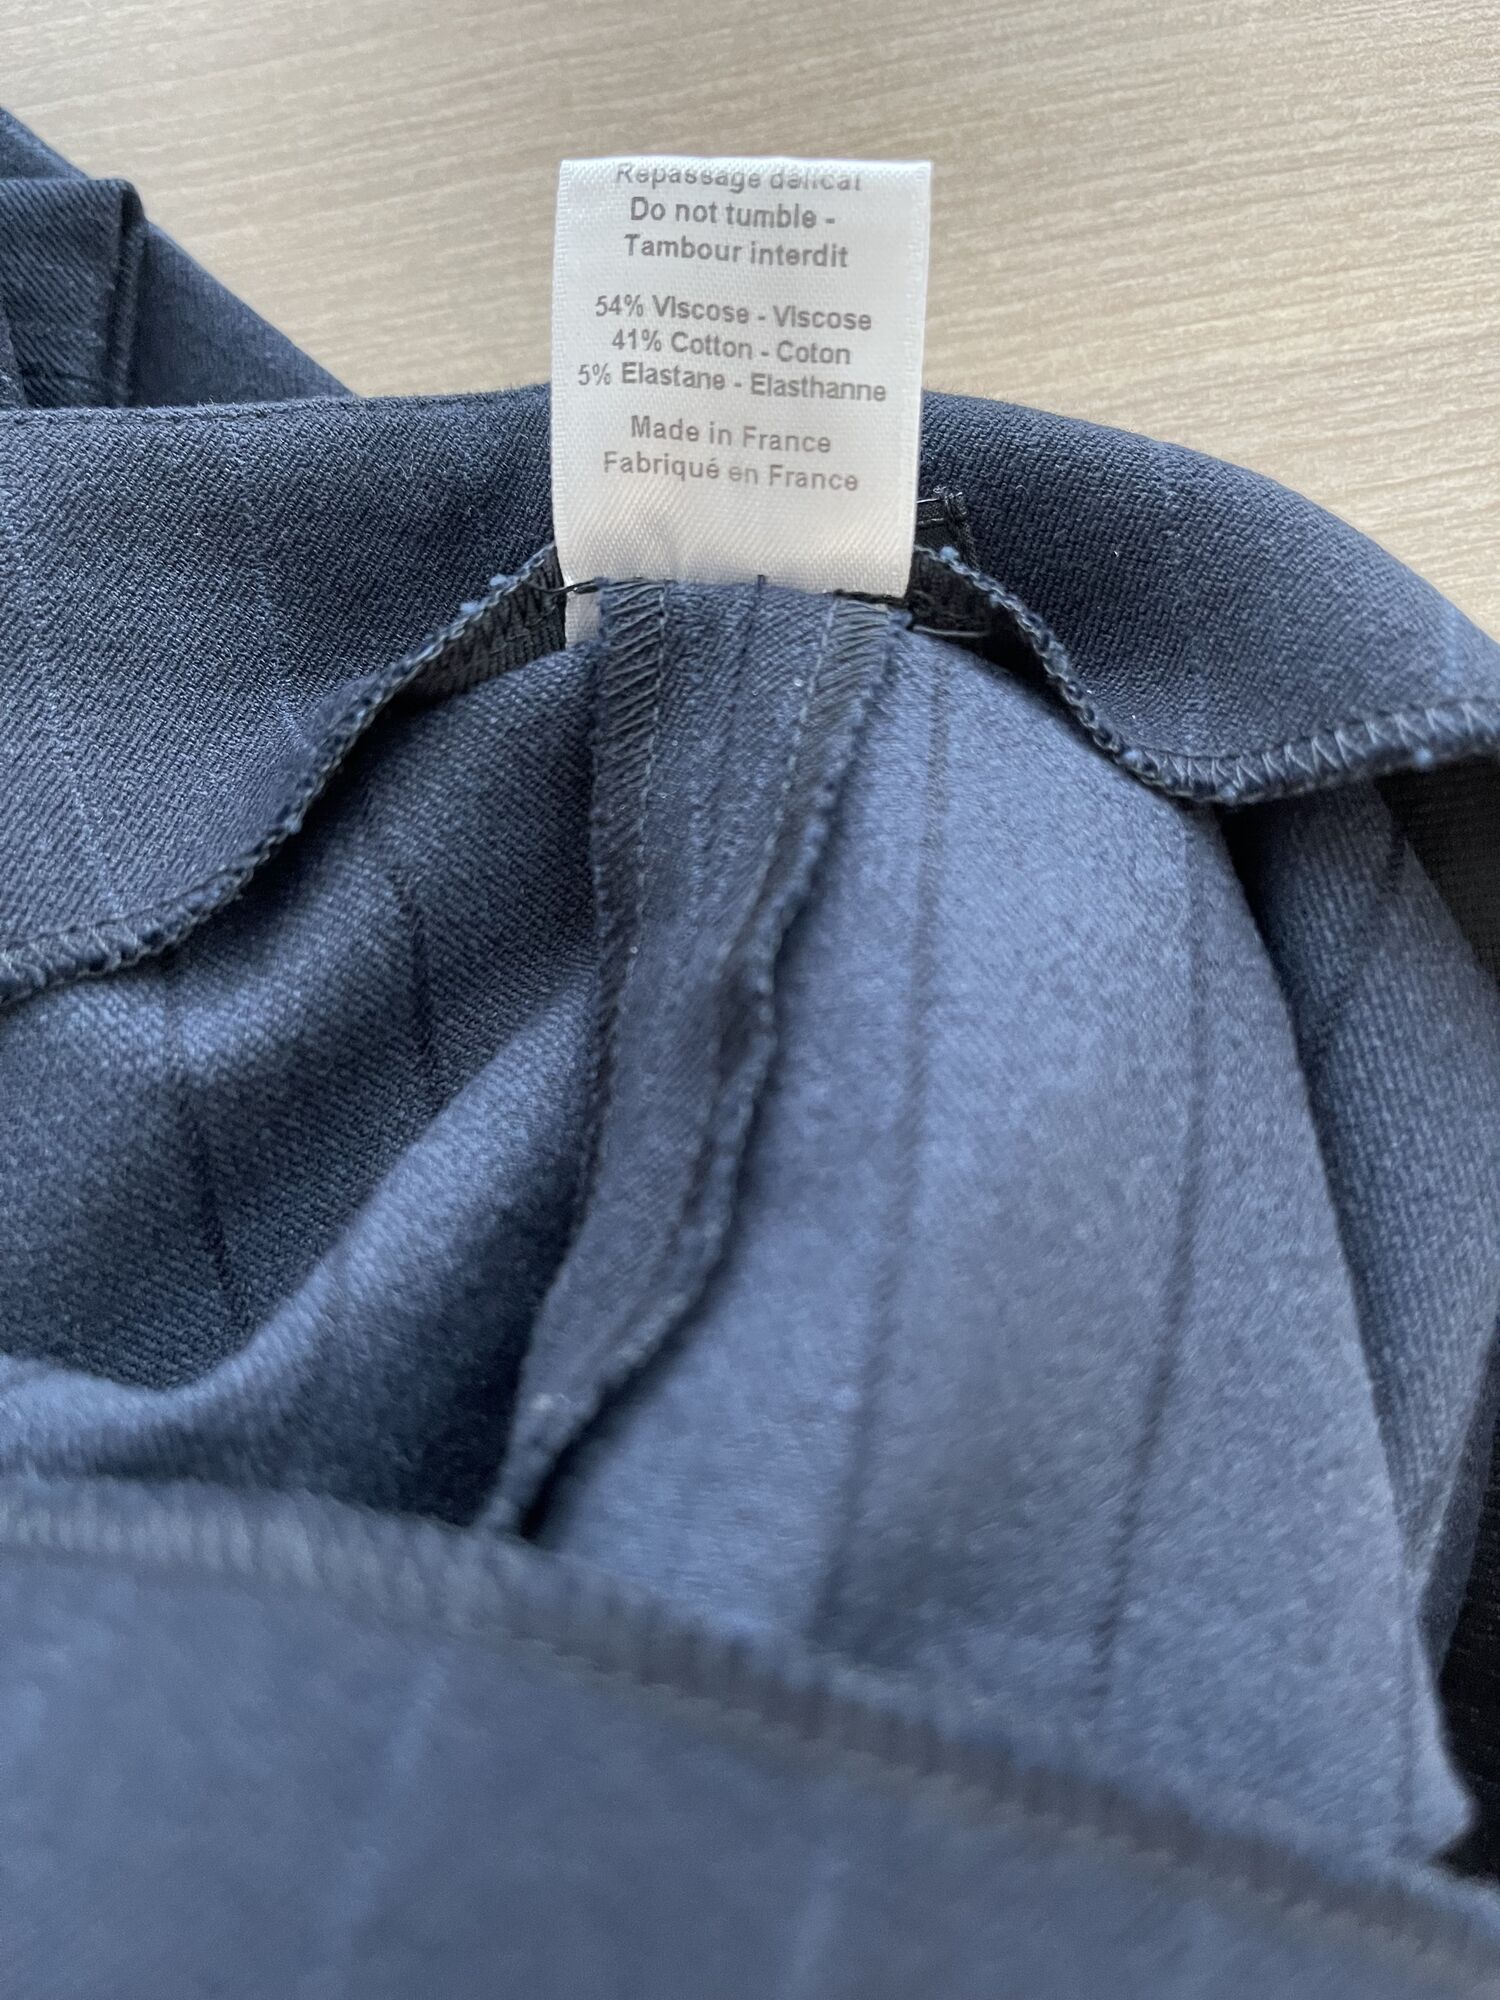 Repassage délicat
Do not tumble -
Tambour interdit
54% VIscose - VIscose
41% Cotton - Coton
5% Elastane - Elasthanne
Made in France
Fabriqué en France